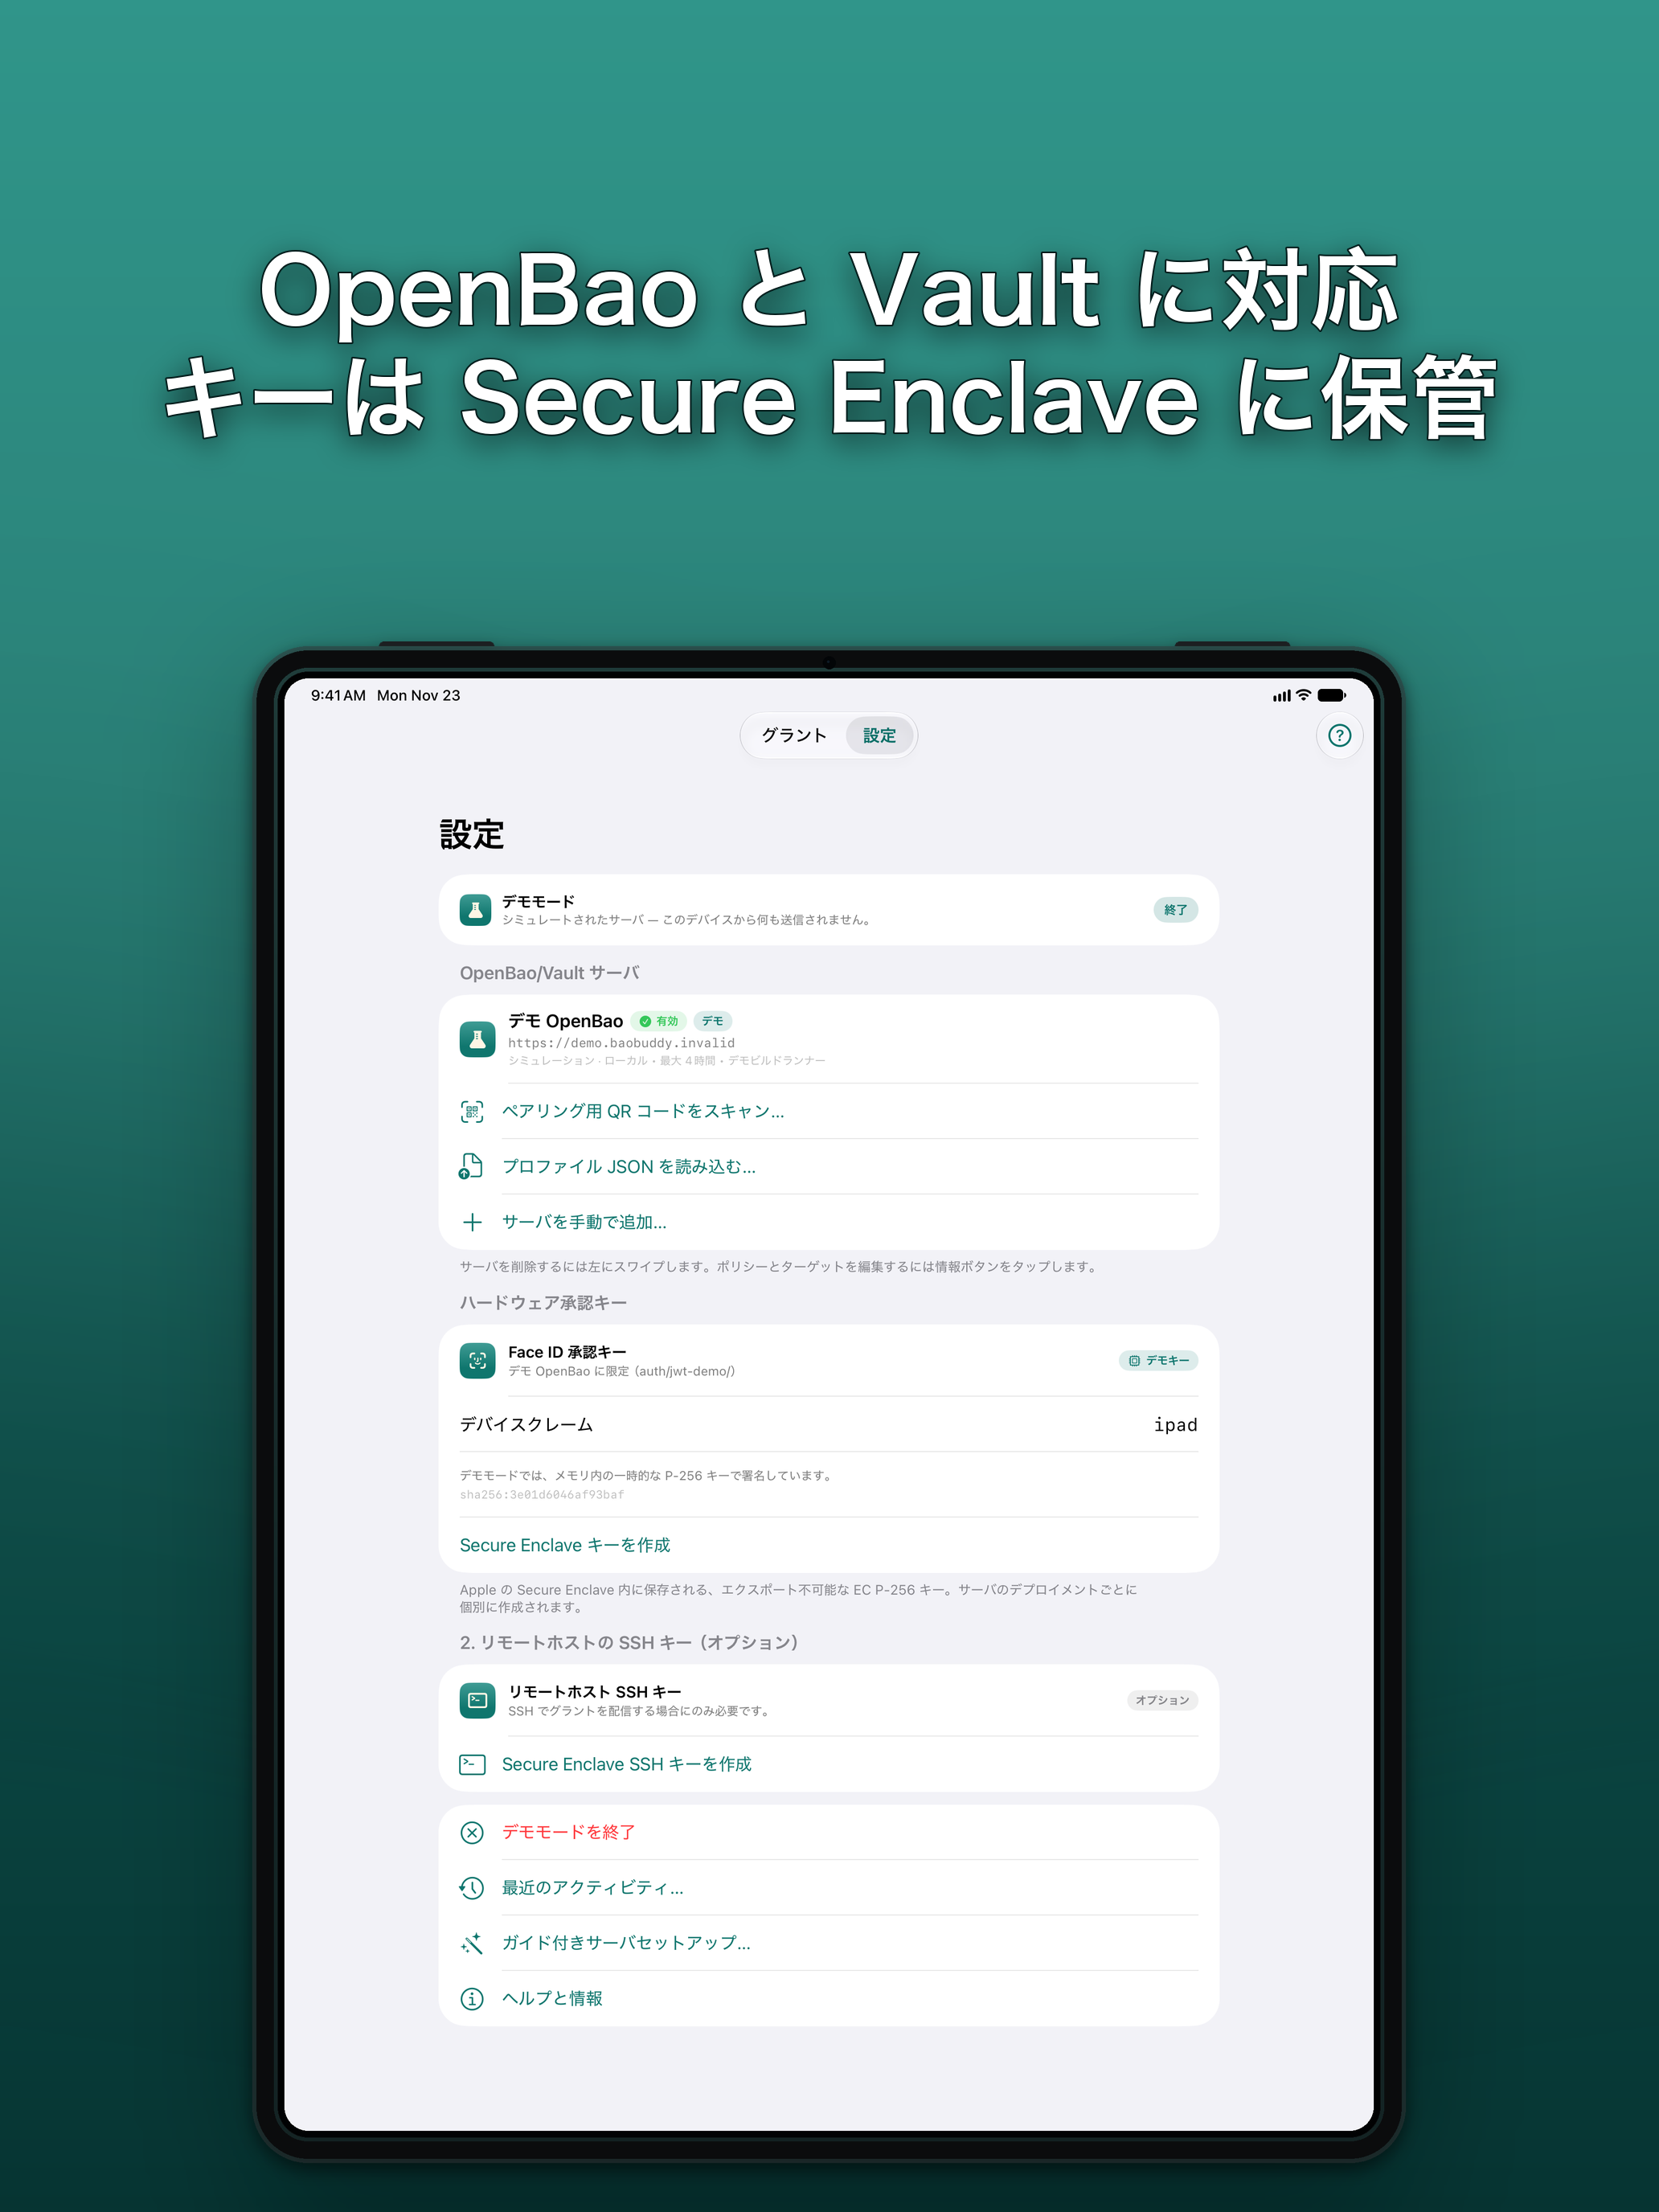 OpenBao と Vault に対応
キーは Secure Enclave に保管
9:41 AM Mon Nov 23
グラント 設定
設定
デモモード
シミュレートされたサーバ — このデバイスから何も送信されません。
終了
OpenBao/Vault サーバ
デモ OpenBao 有効 デモ
https://demo.baobuddy.invalid
シミュレーション · ローカル • 最大 4 時間 • デモビルドランナー
ペアリング用 QR コードをスキャン...
プロファイル JSON を読み込む...
サーバを手動で追加...
サーバを削除するには左にスワイプします。ポリシーとターゲットを編集するには情報ボタンをタップします。
ハードウェア承認キー
Face ID 承認キー
デモ OpenBao に限定（auth/jwt-demo/）
デモキー
デバイスクレーム ipad
デモモードでは、メモリ内の一時的な P-256 キーで署名しています。
sha256:3e01d6046af93baf
Secure Enclave キーを作成
Apple の Secure Enclave 内に保存される、エクスポート不可能な EC P-256 キー。サーバのデプロイメントごとに
個別に作成されます。
2. リモートホストの SSH キー（オプション）
リモートホスト SSH キー
SSH でグラントを配信する場合にのみ必要です。
オプション
Secure Enclave SSH キーを作成
デモモードを終了
最近のアクティビティ...
ガイド付きサーバセットアップ...
ヘルプと情報